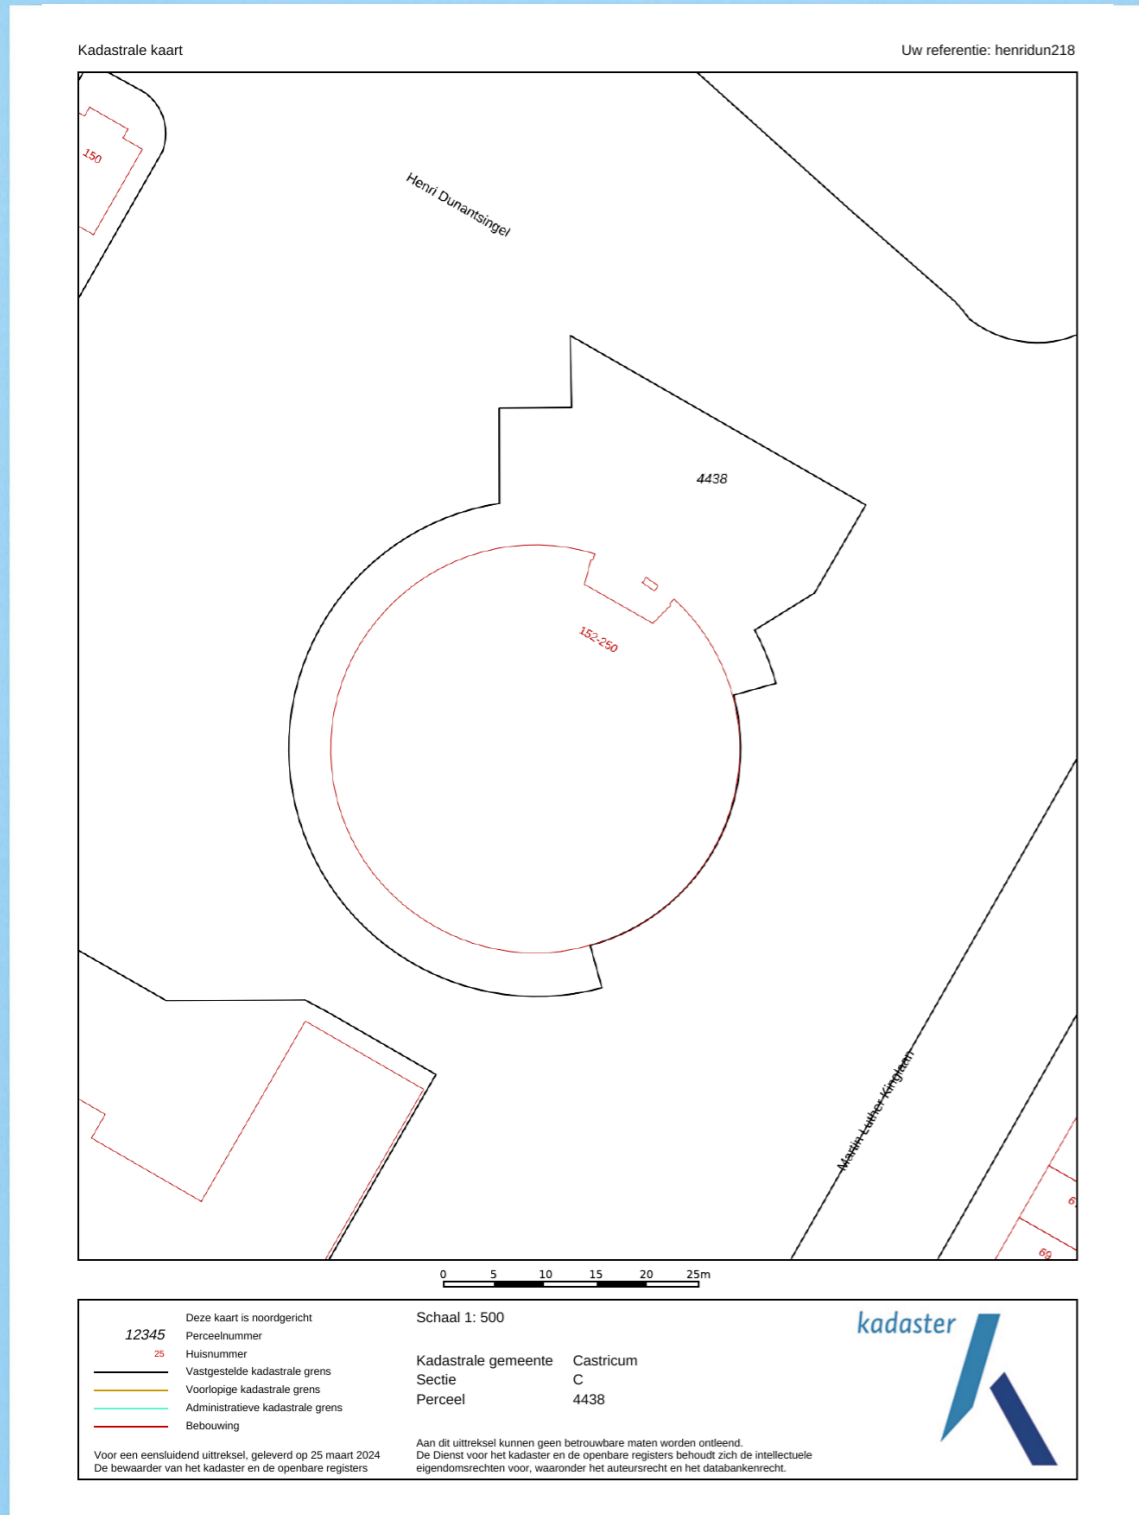 Kadastrale kaart
Uw referentie: henridun218
150
Henri Dunantsingel
4438
152-250
Martin Luther Kinglaan
69
0 5 10 15 20 25m
Deze kaart is noordgericht
12345 Perceelnummer
25 Huisnummer
Vastgestelde kadastrale grens
Voorlopige kadastrale grens
Administratieve kadastrale grens
Bebouwing
Voor een eensluidend uittreksel, geleverd op 25 maart 2024
De bewaarder van het kadaster en de openbare registers
Schaal 1: 500
Kadastrale gemeente Castricum
Sectie C
Perceel 4438
Aan dit uittreksel kunnen geen betrouwbare maten worden ontleend.
De Dienst voor het kadaster en de openbare registers behoudt zich de intellectuele
eigendomsrechten voor, waaronder het auteursrecht en het databankenrecht.
kadaster